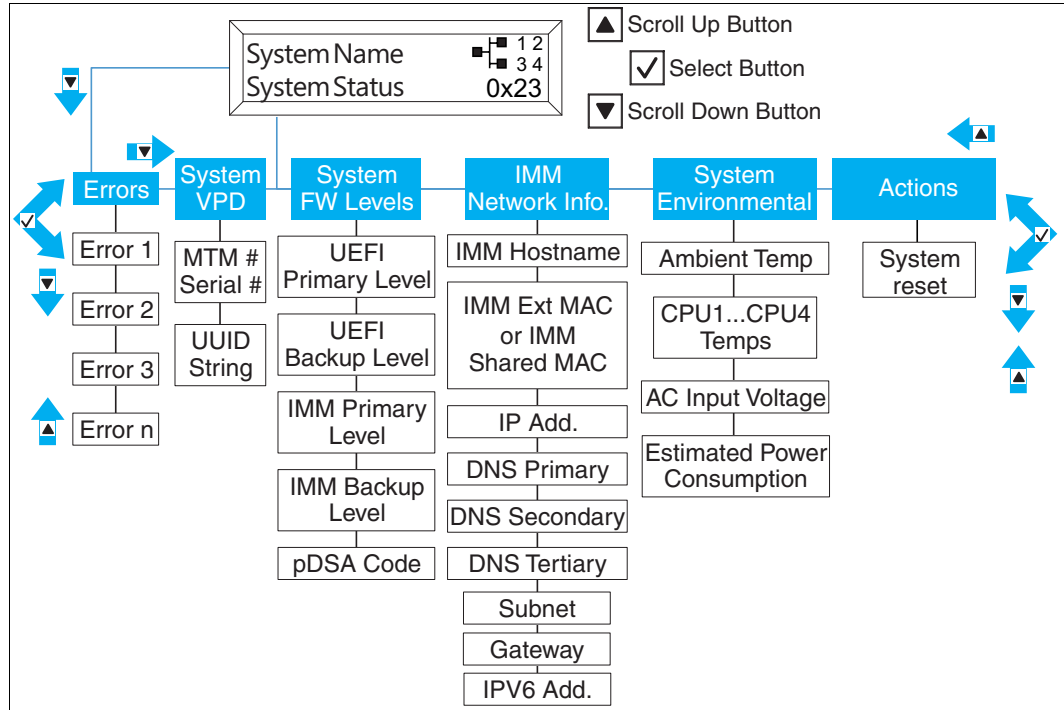 System Name
1 2
3 4
System Status
0x23
Scroll Up Button
Select Button
Scroll Down Button
Errors
Error 1
Error 2
Error 3
Error n
System
VPD
MTM #
Serial #
UUID
String
System
FW Levels
UEFI
Primary Level
UEFI
Backup Level
IMM Primary
Level
IMM Backup
Level
pDSA Code
IMM
Network Info.
IMM Hostname
IMM Ext MAC
or IMM
Shared MAC
IP Add.
DNS Primary
DNS Secondary
DNS Tertiary
Subnet
Gateway
IPV6 Add.
System
Environmental
Ambient Temp
CPU1...CPU4
Temps
AC Input Voltage
Estimated Power
Consumption
Actions
System
reset